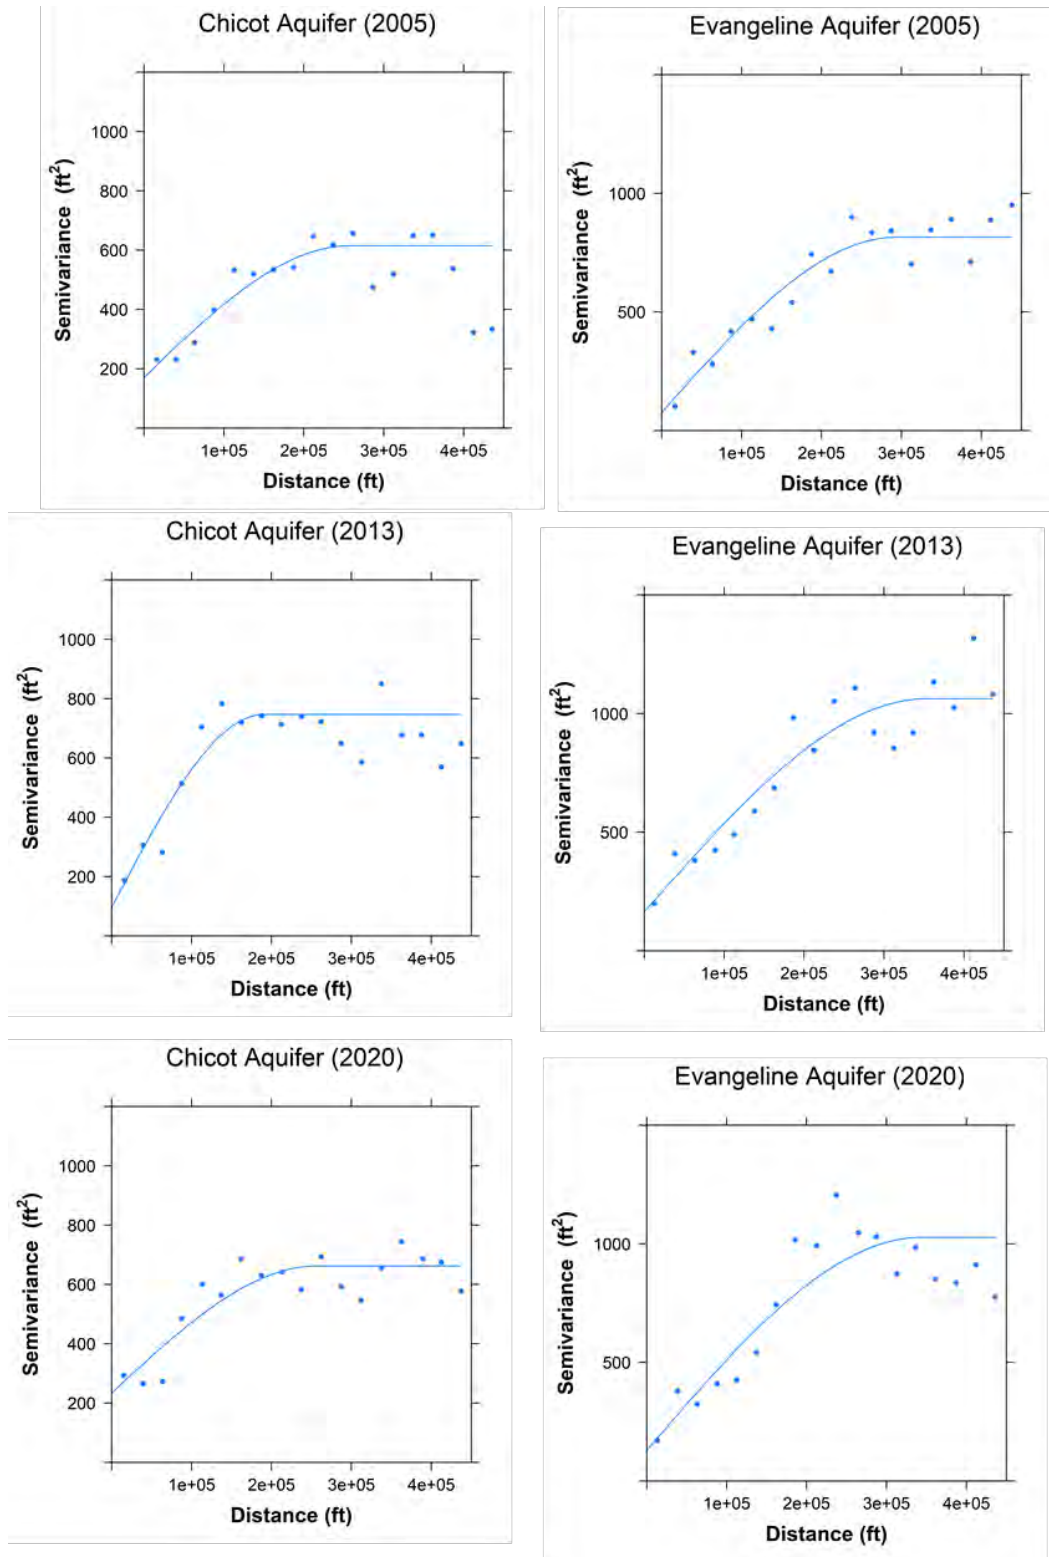 Chicot Aquifer (2005)
1000
800
600
400
200
Semivariance (ft²)
1e+05 2e+05 3e+05 4e+05
Distance (ft)
Evangeline Aquifer (2005)
1000
500
Semivariance (ft²)
1e+05 2e+05 3e+05 4e+05
Distance (ft)
Chicot Aquifer (2013)
1000
800
600
400
200
Semivariance (ft²)
1e+05 2e+05 3e+05 4e+05
Distance (ft)
Evangeline Aquifer (2013)
1000
500
Semivariance (ft²)
1e+05 2e+05 3e+05 4e+05
Distance (ft)
Chicot Aquifer (2020)
1000
800
600
400
200
Semivariance (ft²)
1e+05 2e+05 3e+05 4e+05
Distance (ft)
Evangeline Aquifer (2020)
1000
500
Semivariance (ft²)
1e+05 2e+05 3e+05 4e+05
Distance (ft)